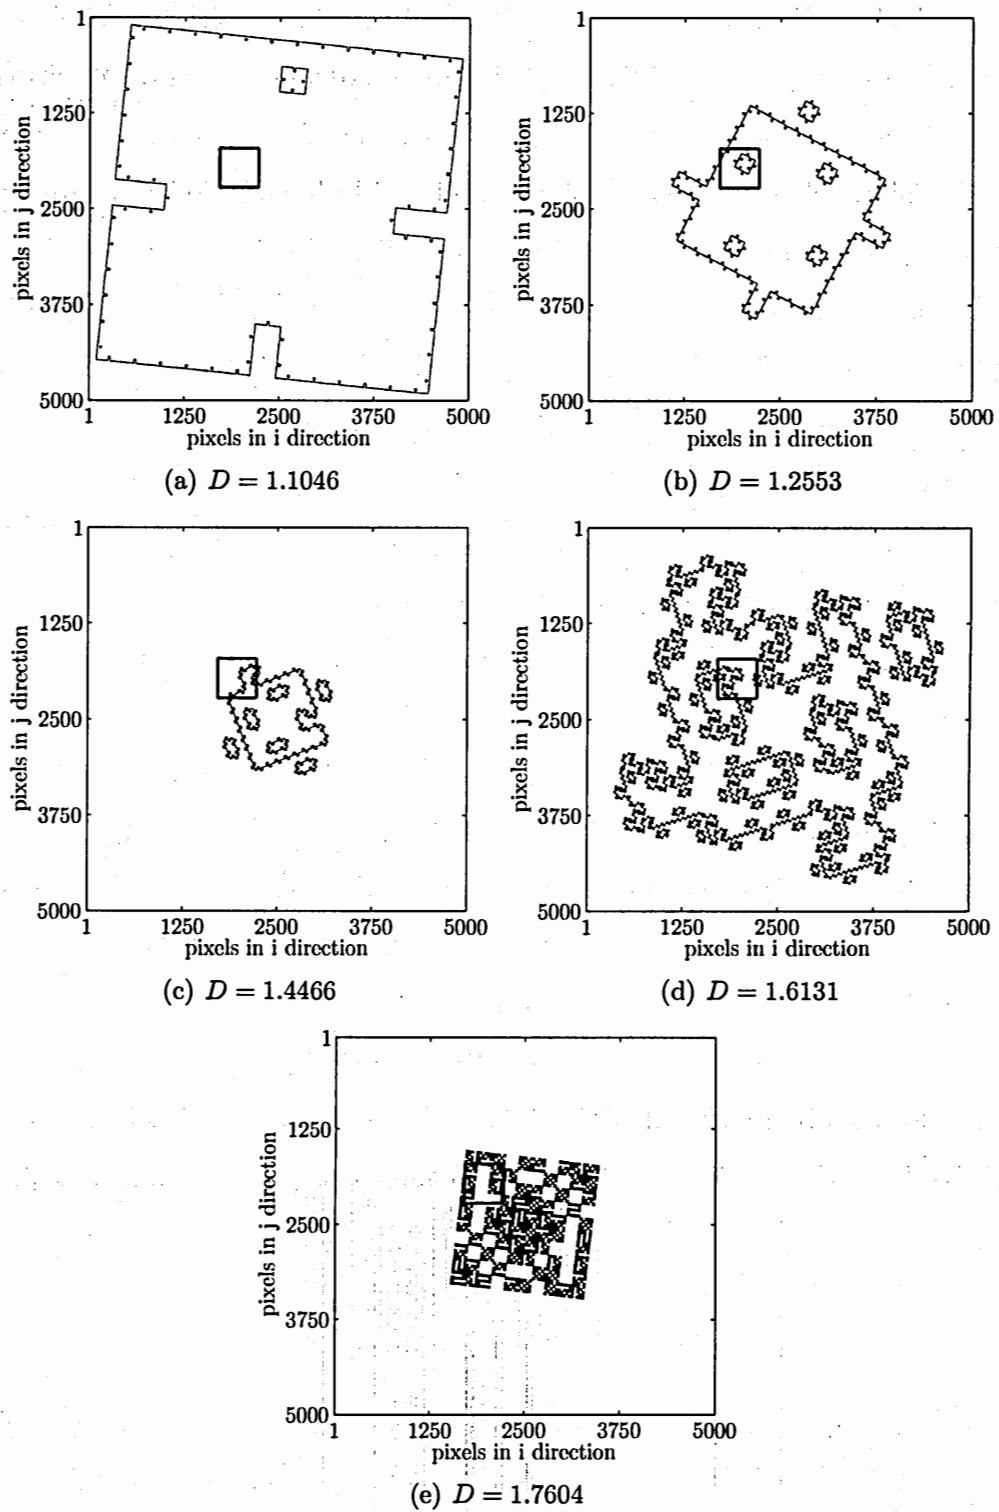 1
1250
2500
3750
5000
pixels in j direction
1 1250 2500 3750 5000
pixels in i direction
(a) D = 1.1046
1
1250
2500
3750
5000
pixels in j direction
1 1250 2500 3750 5000
pixels in i direction
(b) D = 1.2553
1
1250
2500
3750
5000
pixels in j direction
1 1250 2500 3750 5000
pixels in i direction
(c) D = 1.4466
1
1250
2500
3750
5000
pixels in j direction
1 1250 2500 3750 5000
pixels in i direction
(d) D = 1.6131
1
1250
2500
3750
5000
pixels in j direction
1 1250 2500 3750 5000
pixels in i direction
(e) D = 1.7604